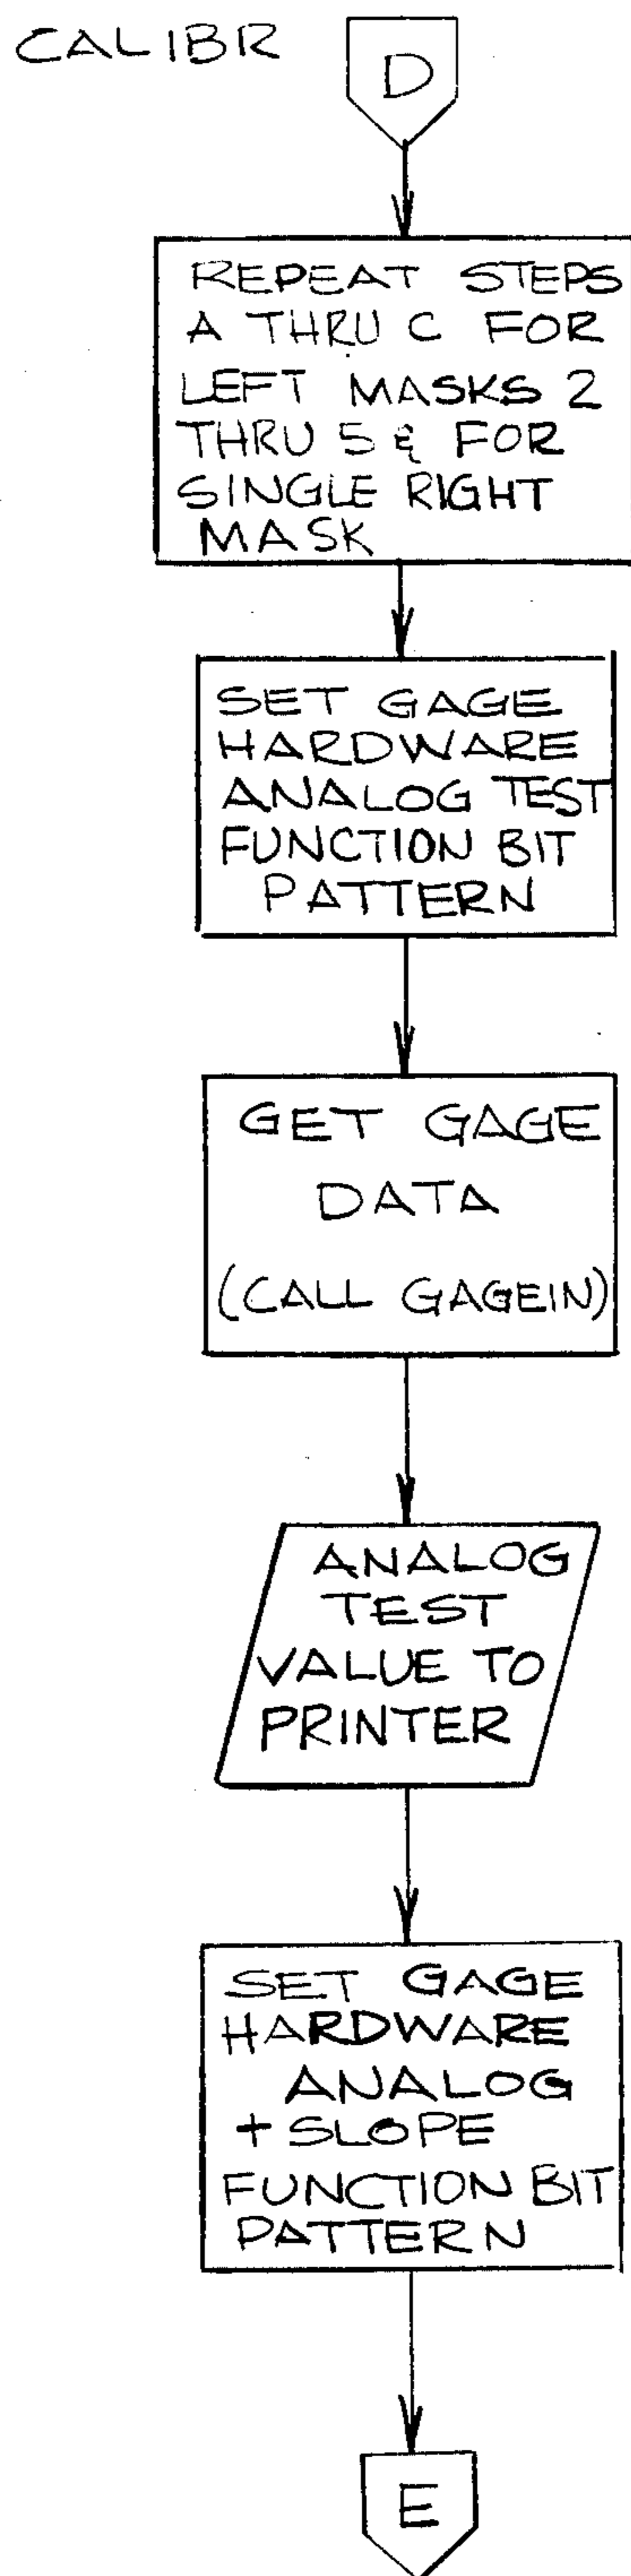 CALIBR
D
REPEAT STEPS
A THRU C FOR
LEFT MASKS 2
THRU 5 & FOR
SINGLE RIGHT
MASK
SET GAGE
HARDWARE
ANALOG TEST
FUNCTION BIT
PATTERN
GET GAGE
DATA
(CALL GAGEIN)
ANALOG
TEST
VALUE TO
PRINTER
SET GAGE
HARDWARE
ANALOG
+ SLOPE
FUNCTION BIT
PATTERN
E